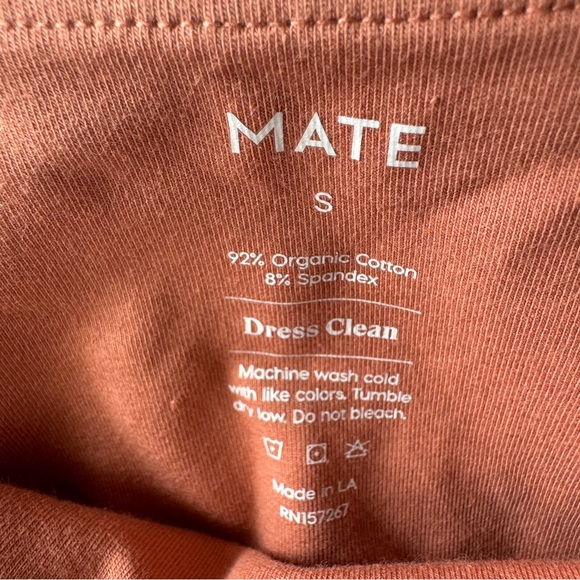 MATE
S
92% Organic Cotton
8% Spandex
Dress Clean
Machine wash cold
with like colors. Tumble
dry low. Do not bleach.
Made in LA
RN157267